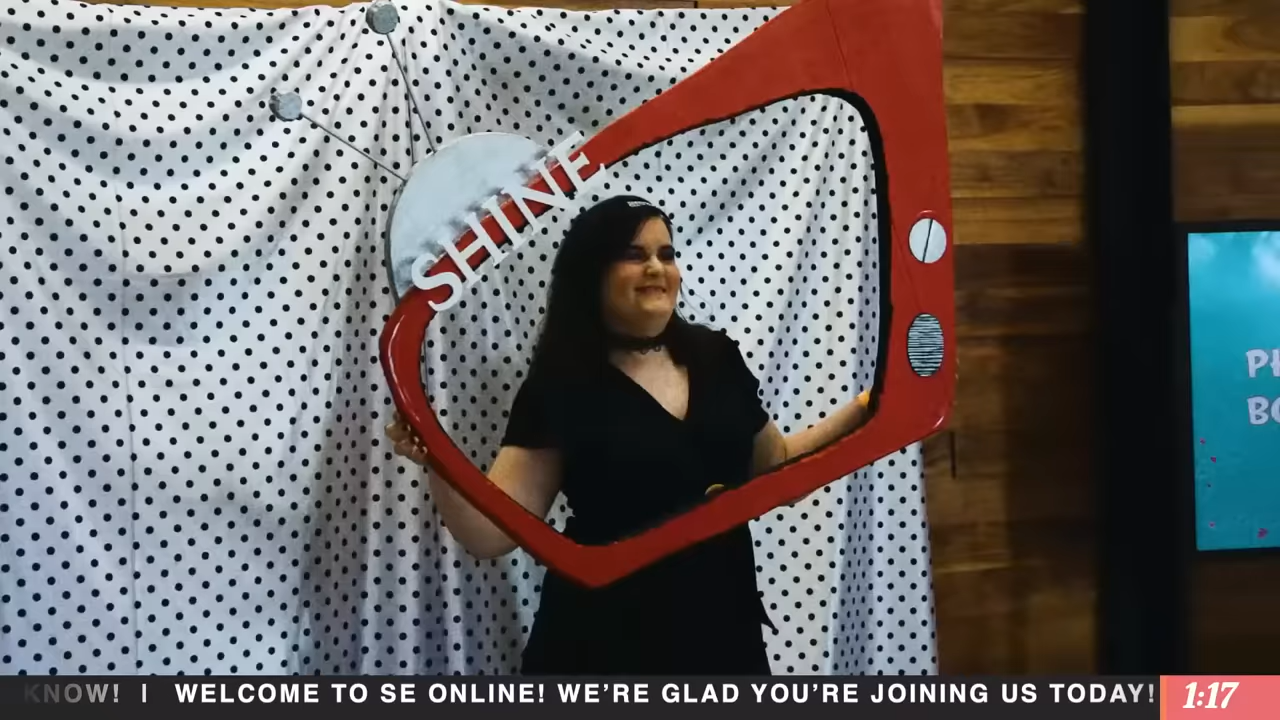 SHINE
KNOW! | WELCOME TO SE ONLINE! WE'RE GLAD YOU'RE JOINING US TODAY!
1:17